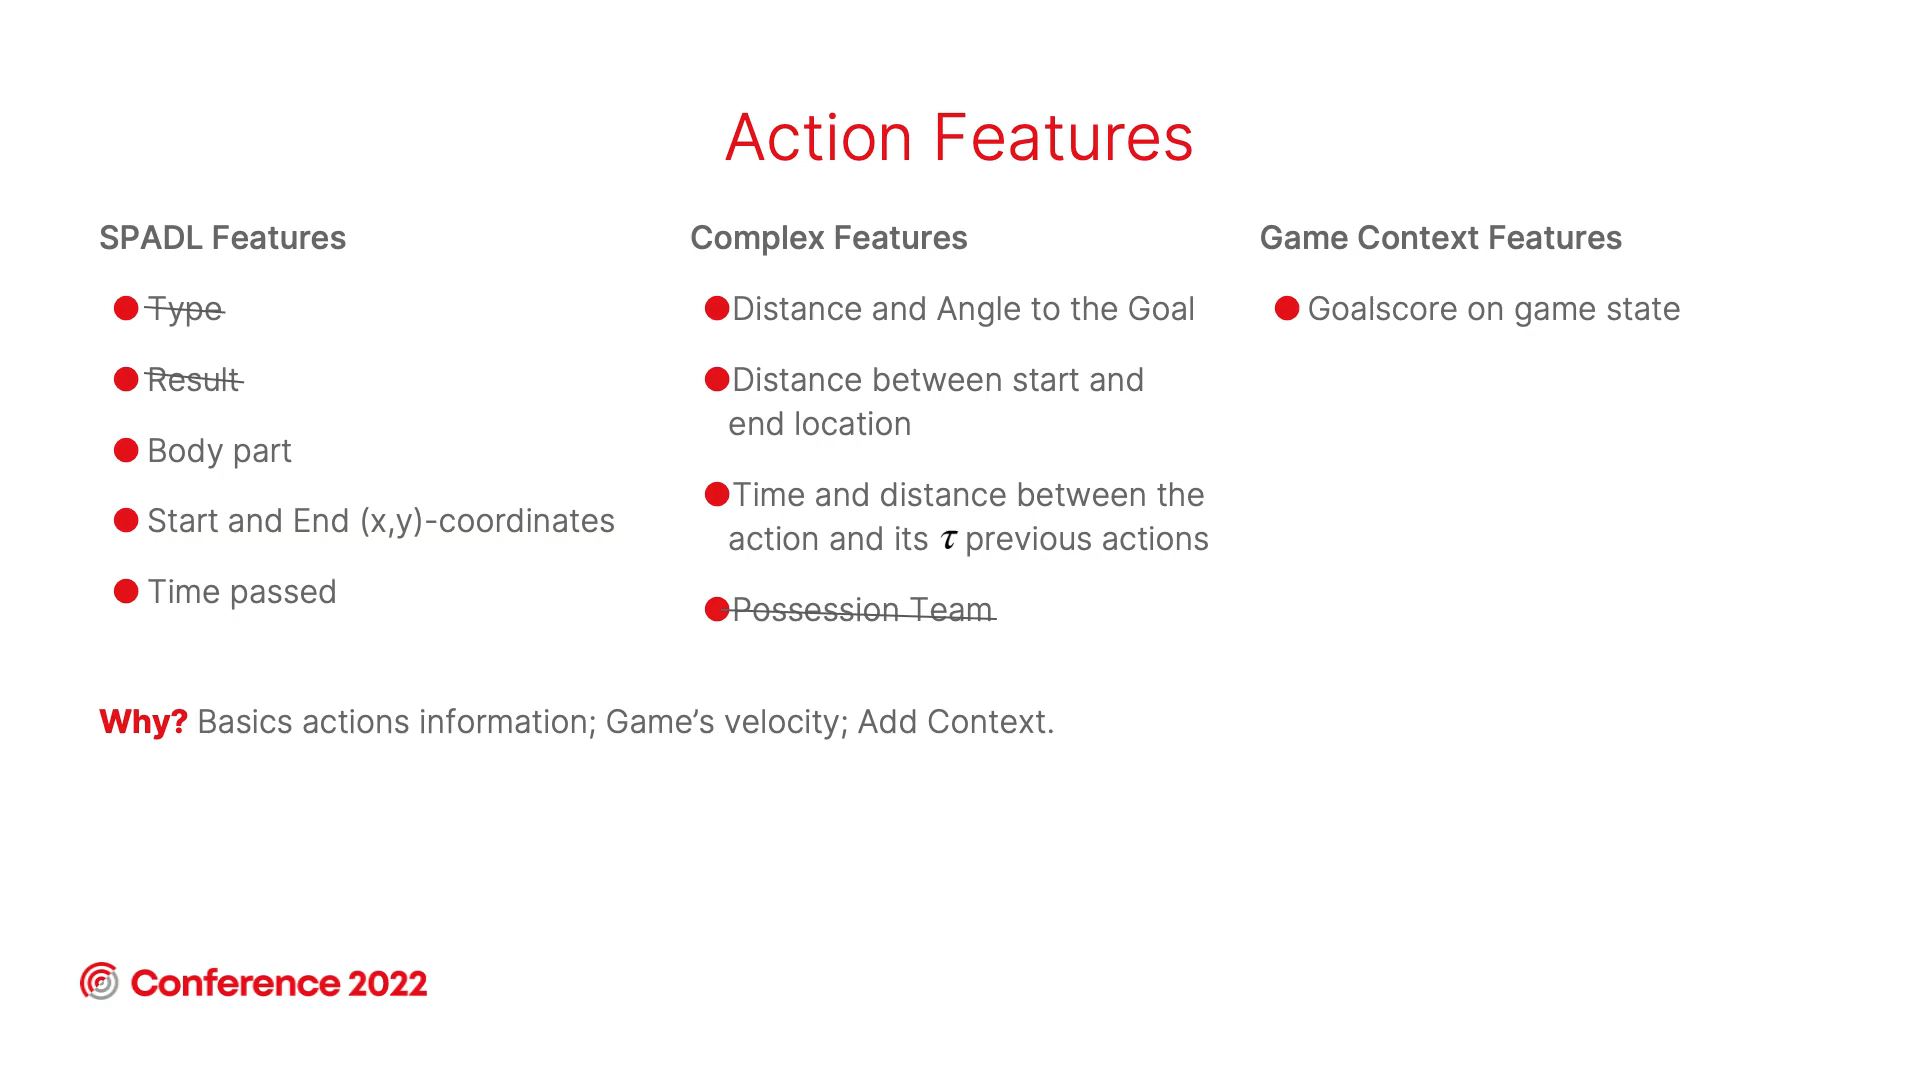 Action Features
SPADL Features
Type
Result
Body part
Start and End (x,y)-coordinates
Time passed
Complex Features
Distance and Angle to the Goal
Distance between start and
end location
Time and distance between the
action and its τ previous actions
Possession Team
Game Context Features
Goalscore on game state
Why? Basics actions information; Game’s velocity; Add Context.
Conference 2022